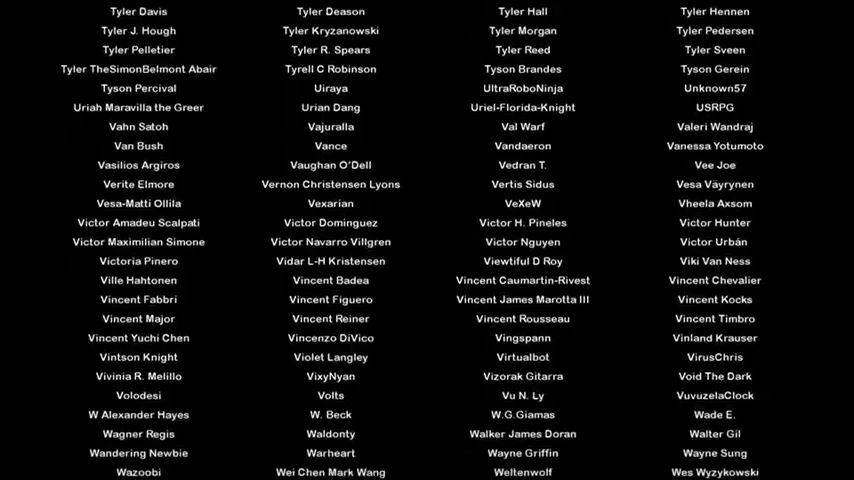 Tyler Davis Tyler Deason Tyler Hall Tyler Hennen
Tyler J. Hough Tyler Kryzanowski Tyler Morgan Tyler Pedersen
Tyler Pelletier Tyler R. Spears Tyler Reed Tyler Sveen
Tyler TheSimonBelmont Abair Tyrell C Robinson Tyson Brandes Tyson Gerein
Tyson Percival Uiraya UltraRoboNinja Unknown57
Uriah Maravilla the Greer Urian Dang Uriel-Florida-Knight USRPG
Vahn Satoh Vajuralla Val Warf Valeri Wandraj
Van Bush Vance Vandaeron Vanessa Yotumoto
Vasilios Argiros Vaughan O'Dell Vedran T. Vee Joe
Verite Elmore Vernon Christensen Lyons Vertis Sidus Vesa Väyrynen
Vesa-Matti Ollila Vexarian VeXeW Vheela Axsom
Victor Amadeu Scalpati Victor Dominguez Victor H. Pineles Victor Hunter
Victor Maximilian Simone Victor Navarro Villgren Victor Nguyen Victor Urbán
Victoria Pinero Vidar L-H Kristensen Viewtiful D Roy Viki Van Ness
Ville Hahtonen Vincent Badea Vincent Caumartin-Rivest Vincent Chevalier
Vincent Fabbri Vincent Figuero Vincent James Marotta III Vincent Kocks
Vincent Major Vincent Reiner Vincent Rousseau Vincent Timbro
Vincent Yuchi Chen Vincenzo DiVico Vingspann Vinland Krauser
Vintson Knight Violet Langley Virtualbot VirusChris
Vivinia R. Melillo VixyNyan Vizorak Gitarra Void The Dark
Volodesi Volts Vu N. Ly VuvuzelaClock
W Alexander Hayes W. Beck W.G.Giamas Wade E.
Wagner Regis Waldonty Walker James Doran Walter Gil
Wandering Newbie Warheart Wayne Griffin Wayne Sung
Wazoobi Wei Chen Mark Wang Weltenwolf Wes Wyzykowski